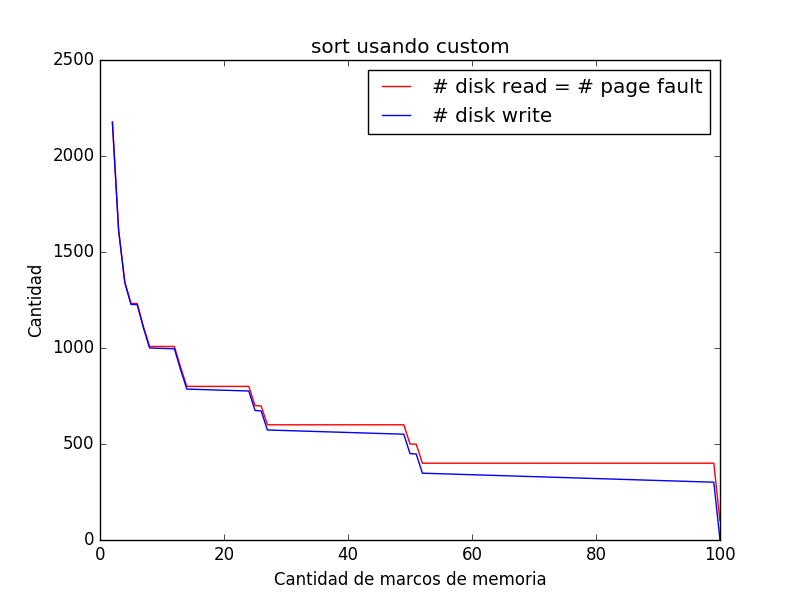 sort usando custom
# disk read = # page fault
# disk write
Cantidad
2500
2000
1500
1000
500
0
0 20 40 60 80 100
Cantidad de marcos de memoria